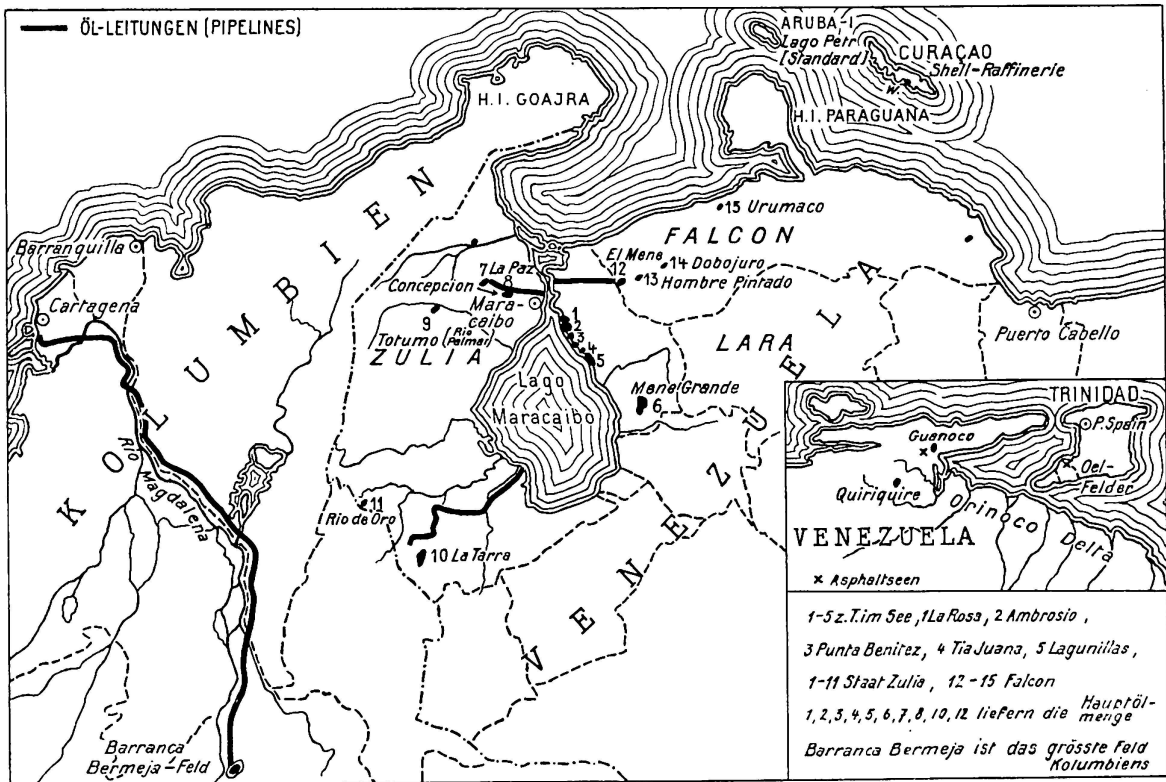 ÖL-LEITUNGEN (PIPELINES)
ARUBA-I
Lago Petr
[Standard]
CURAÇAO
Shell-Raffinerie
W.
H.I. GOAJRA
H.I. PARAGUANA
KOLUMBIEN
Barranquilla
Cartagena
Rio
Magdalena
Barranca
Bermeja-Feld
15 Urumaco
FALCON
El Mene
12
14 Dobojuro
13 Hombre Pintado
7 La Paz
8
Concepcion
Mara-
caibo
9
Totumo (Rio
Palmar)
ZULIA
1
2
3
4
5
LARA
Lago
Maracaibo
Mene Grande
6
Puerto Cabello
11
Rio de Oro
10 La Tarra
VENEZUELA
TRINIDAD
P. Spain
Guanoco
Oel-
Felder
Quiriquire
Orinoco Delta
VENEZUELA
x Asphaltseen
1-5 z.T. im See, 1 La Rosa, 2 Ambrosio,
3 Punta Benitez, 4 Tia Juana, 5 Lagunillas,
1-11 Staat Zulia, 12-15 Falcon
1,2,3,4,5,6,7,8,10,12 liefern die Hauptöl-
menge
Barranca Bermeja ist das grösste Feld
Kolumbiens